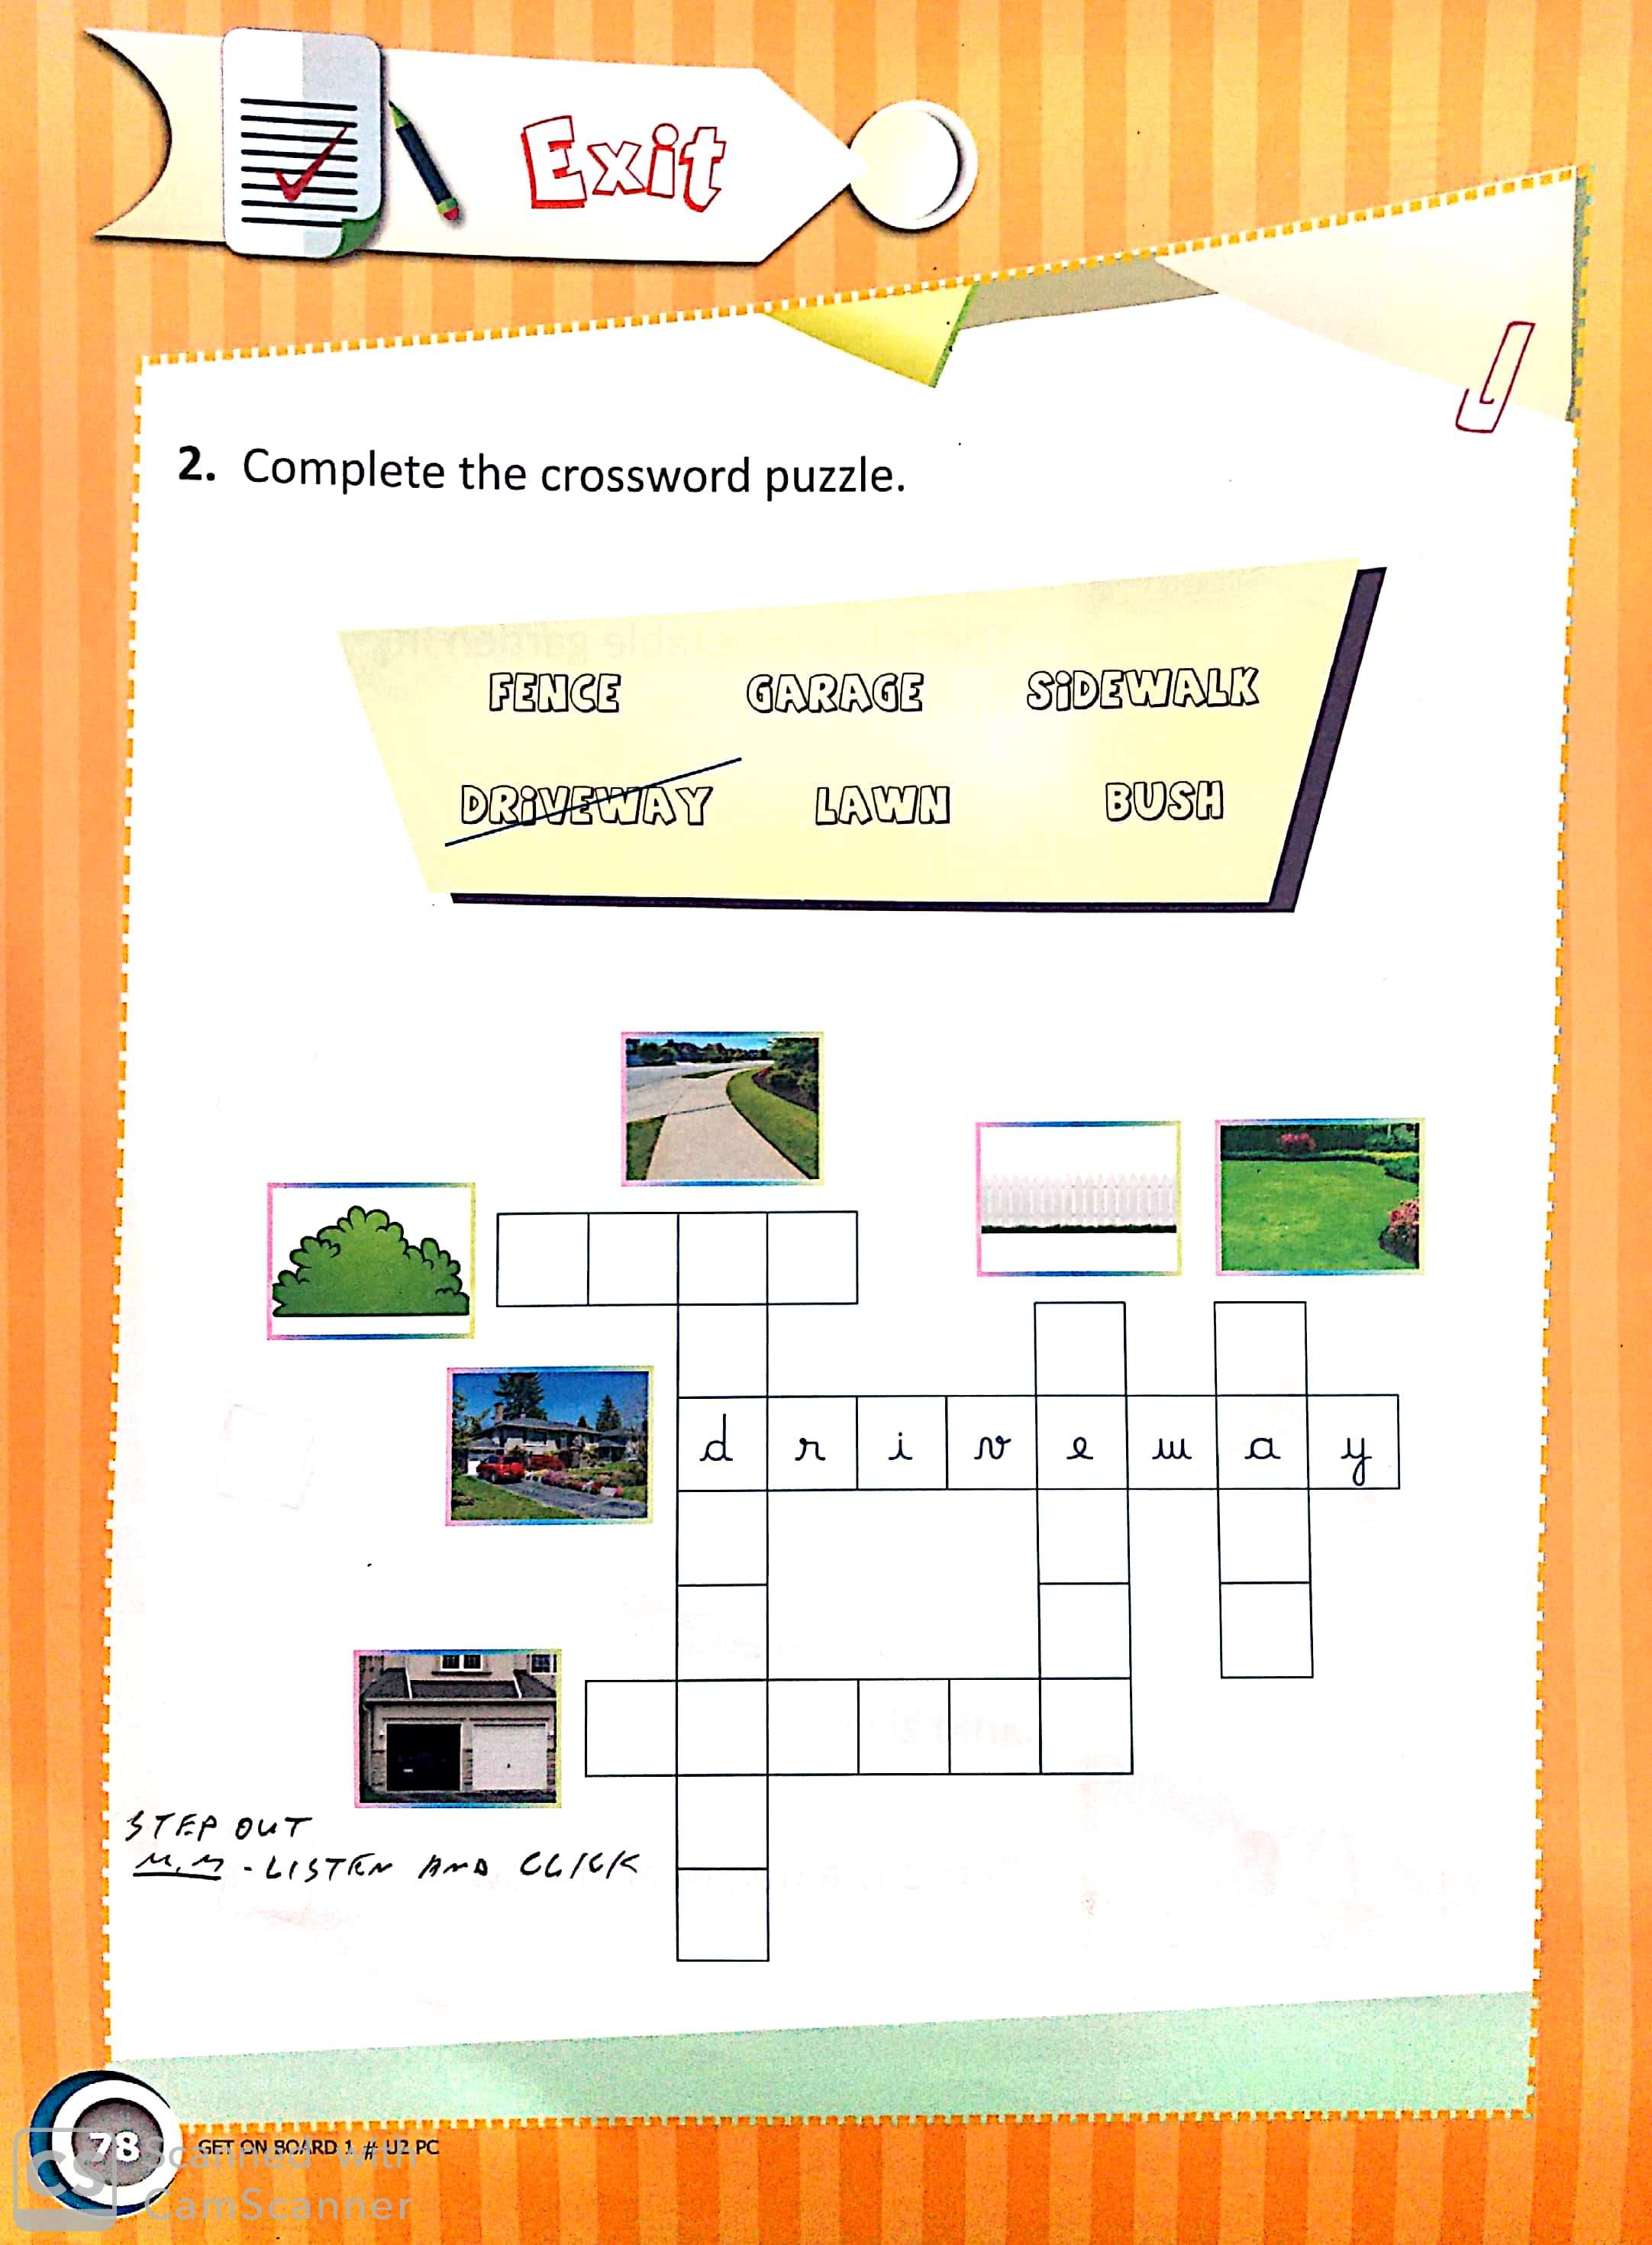 Exit
2. Complete the crossword puzzle.
FENCE GARAGE SiDEWALK
DRiVEWAY LAWN BUSH
d r i v e w a y
STEP OUT
M.M - LISTEN AND CLICK
78 GET ON BOARD 1 # U2 PC
CS Scanned with
CamScanner